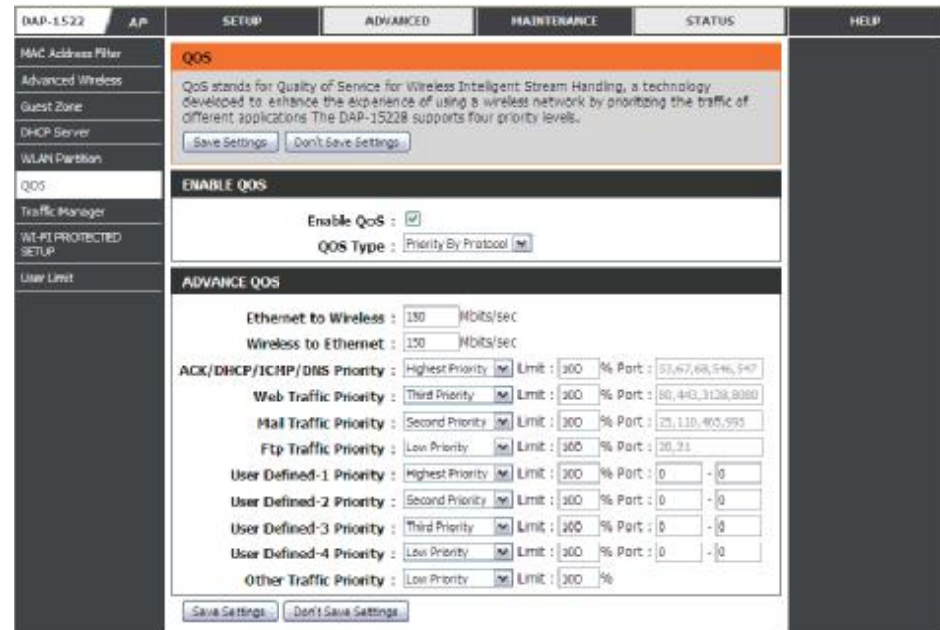 DAP-1522 AP SETUP ADVANCED MAINTENANCE STATUS HELP
MAC Address Filter
Advanced Wireless
Guest Zone
DHCP Server
WLAN Partition
QOS
Traffic Manager
WI-FI PROTECTED
SETUP
User Limit
QOS
QoS stands for Quality of Service for Wireless Intelligent Stream Handling, a technology
developed to enhance the experience of using a wireless network by prioritizing the traffic of
different applications The DAP-1522B supports four priority levels.
Save Settings Don't Save Settings
ENABLE QOS
Enable QoS :
QOS Type : Priority By Protocol
ADVANCE QOS
Ethernet to Wireless : 150 Mbits/sec
Wireless to Ethernet : 150 Mbits/sec
ACK/DHCP/ICMP/DNS Priority : Highest Priority Limit : 100 % Port : 53,67,68,546,547
Web Traffic Priority : Third Priority Limit : 100 % Port : 80,443,3128,8080
Mail Traffic Priority : Second Priority Limit : 100 % Port : 25,110,465,995
Ftp Traffic Priority : Low Priority Limit : 100 % Port : 20,21
User Defined-1 Priority : Highest Priority Limit : 100 % Port : 0 - 0
User Defined-2 Priority : Second Priority Limit : 100 % Port : 0 - 0
User Defined-3 Priority : Third Priority Limit : 100 % Port : 0 - 0
User Defined-4 Priority : Low Priority Limit : 100 % Port : 0 - 0
Other Traffic Priority : Low Priority Limit : 100 %
Save Settings Don't Save Settings